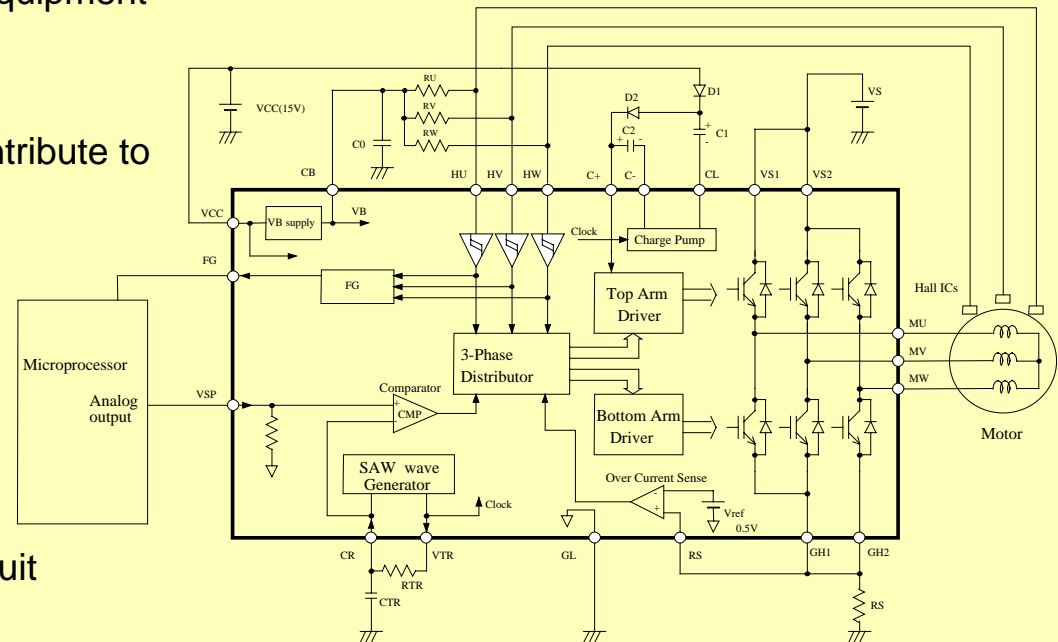 quipment
ntribute to
uit
VCC(15V)
C0
RU
RV
RW
D2
D1
C2
+
-
+
-
C1
VS
CB
HU
HV
HW
C+
C-
CL
VS1
VS2
VCC
VB supply
VB
Clock
Charge Pump
FG
FG
Top Arm
Driver
Hall ICs
MU
MV
MW
Motor
Microprocessor
Analog
output
3-Phase
Distributor
VSP
Comparator
+
-
CMP
Bottom Arm
Driver
SAW wave
Generator
Clock
Over Current Sense
-
+
Vref
0.5V
CR
VTR
GL
RS
GH1
GH2
RTR
CTR
RS